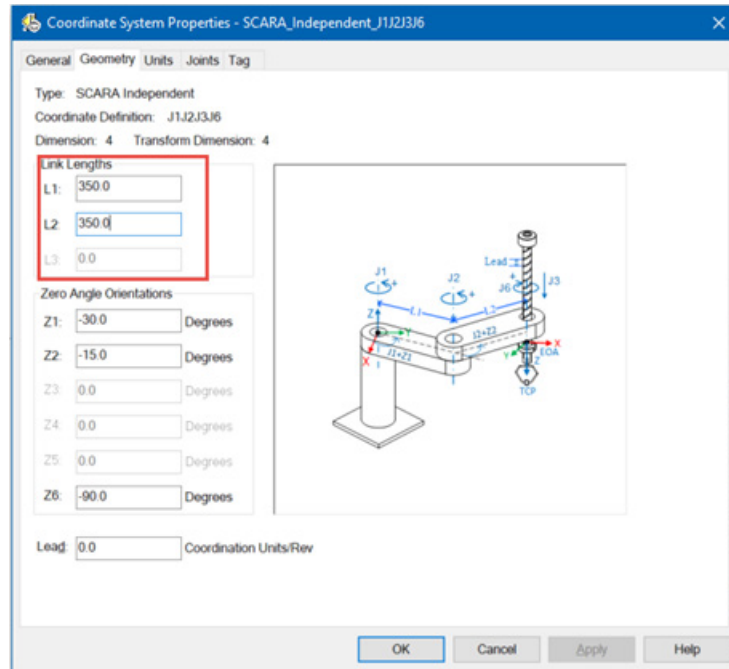 Coordinate System Properties - SCARA_Independent_J1J2J3J6
General Geometry Units Joints Tag
Type: SCARA Independent
Coordinate Definition: J1J2J3J6
Dimension: 4 Transform Dimension: 4
Link Lengths
L1: 350.0
L2: 350.0
L3: 0.0
Zero Angle Orientations
Z1: -30.0 Degrees
Z2: -15.0 Degrees
Z3: 0.0 Degrees
Z4: 0.0 Degrees
Z5: 0.0 Degrees
Z6: -90.0 Degrees
Lead: 0.0 Coordination Units/Rev
Lead
J1 +
J2 +
J6 +
J3
L1
L2
Z
Y
X
J1+Z1
J2+Z2
X
EOA
Y
Z
TCP
OK Cancel Apply Help